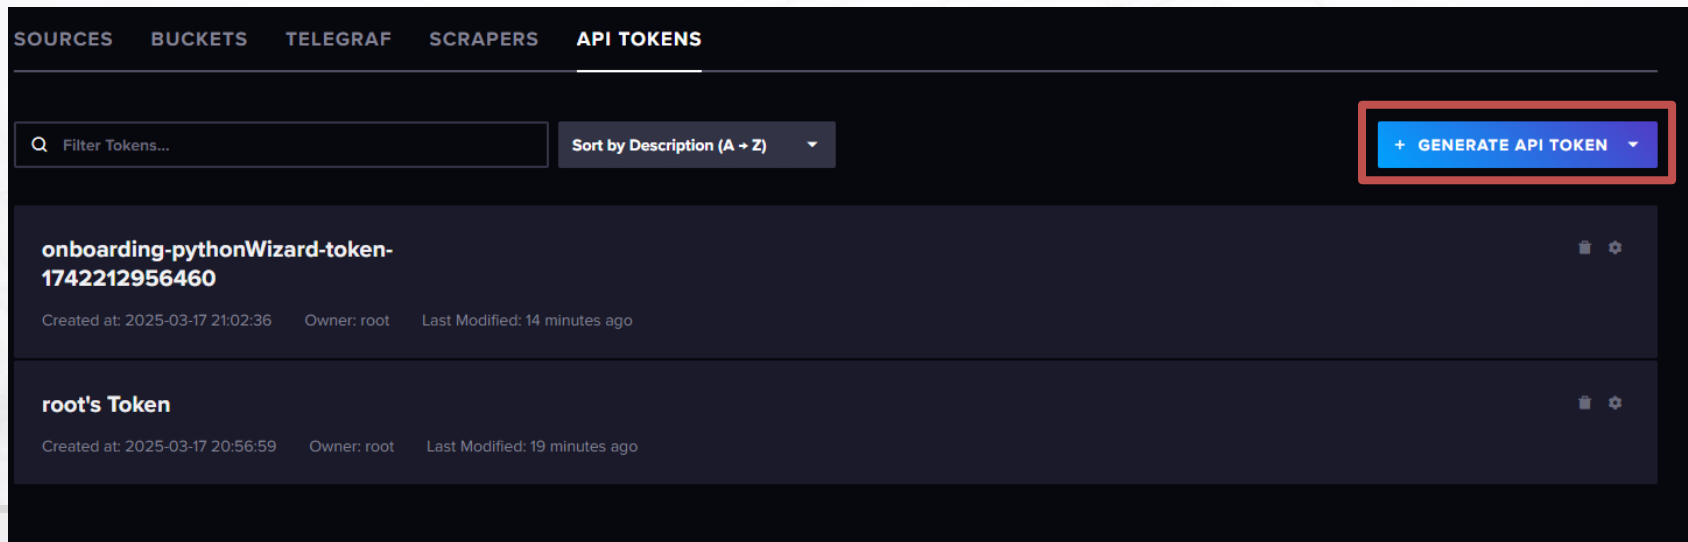 SOURCES BUCKETS TELEGRAF SCRAPERS API TOKENS
Filter Tokens... Sort by Description (A → Z) + GENERATE API TOKEN
onboarding-pythonWizard-token-
1742212956460
Created at: 2025-03-17 21:02:36 Owner: root Last Modified: 14 minutes ago
root's Token
Created at: 2025-03-17 20:56:59 Owner: root Last Modified: 19 minutes ago